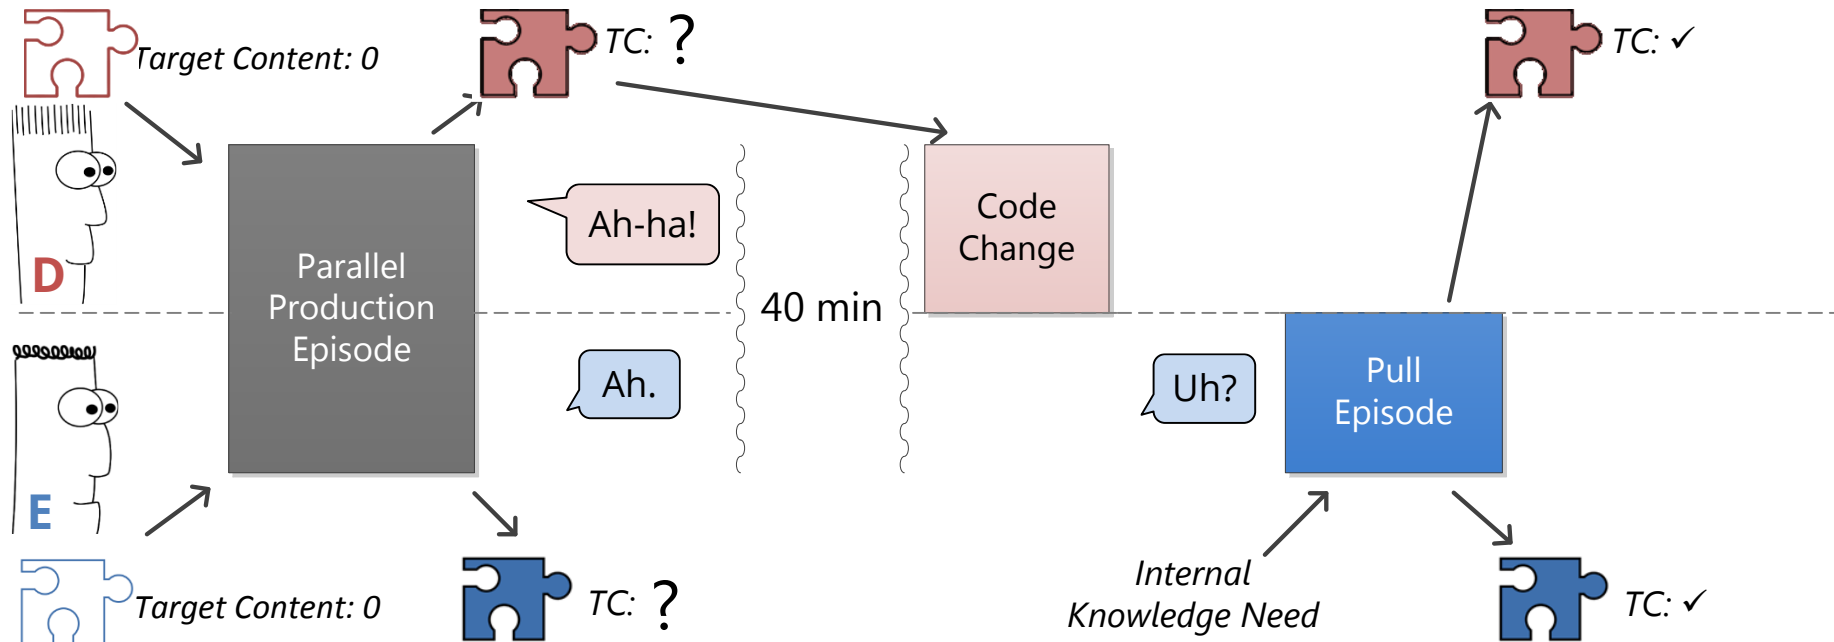 Target Content: 0
TC: ?
TC: ✓
D
Ah-ha!
Code
Change
Parallel
Production
Episode
40 min
E
Ah.
Uh?
Pull
Episode
Internal
Knowledge Need
Target Content: 0
TC: ?
TC: ✓